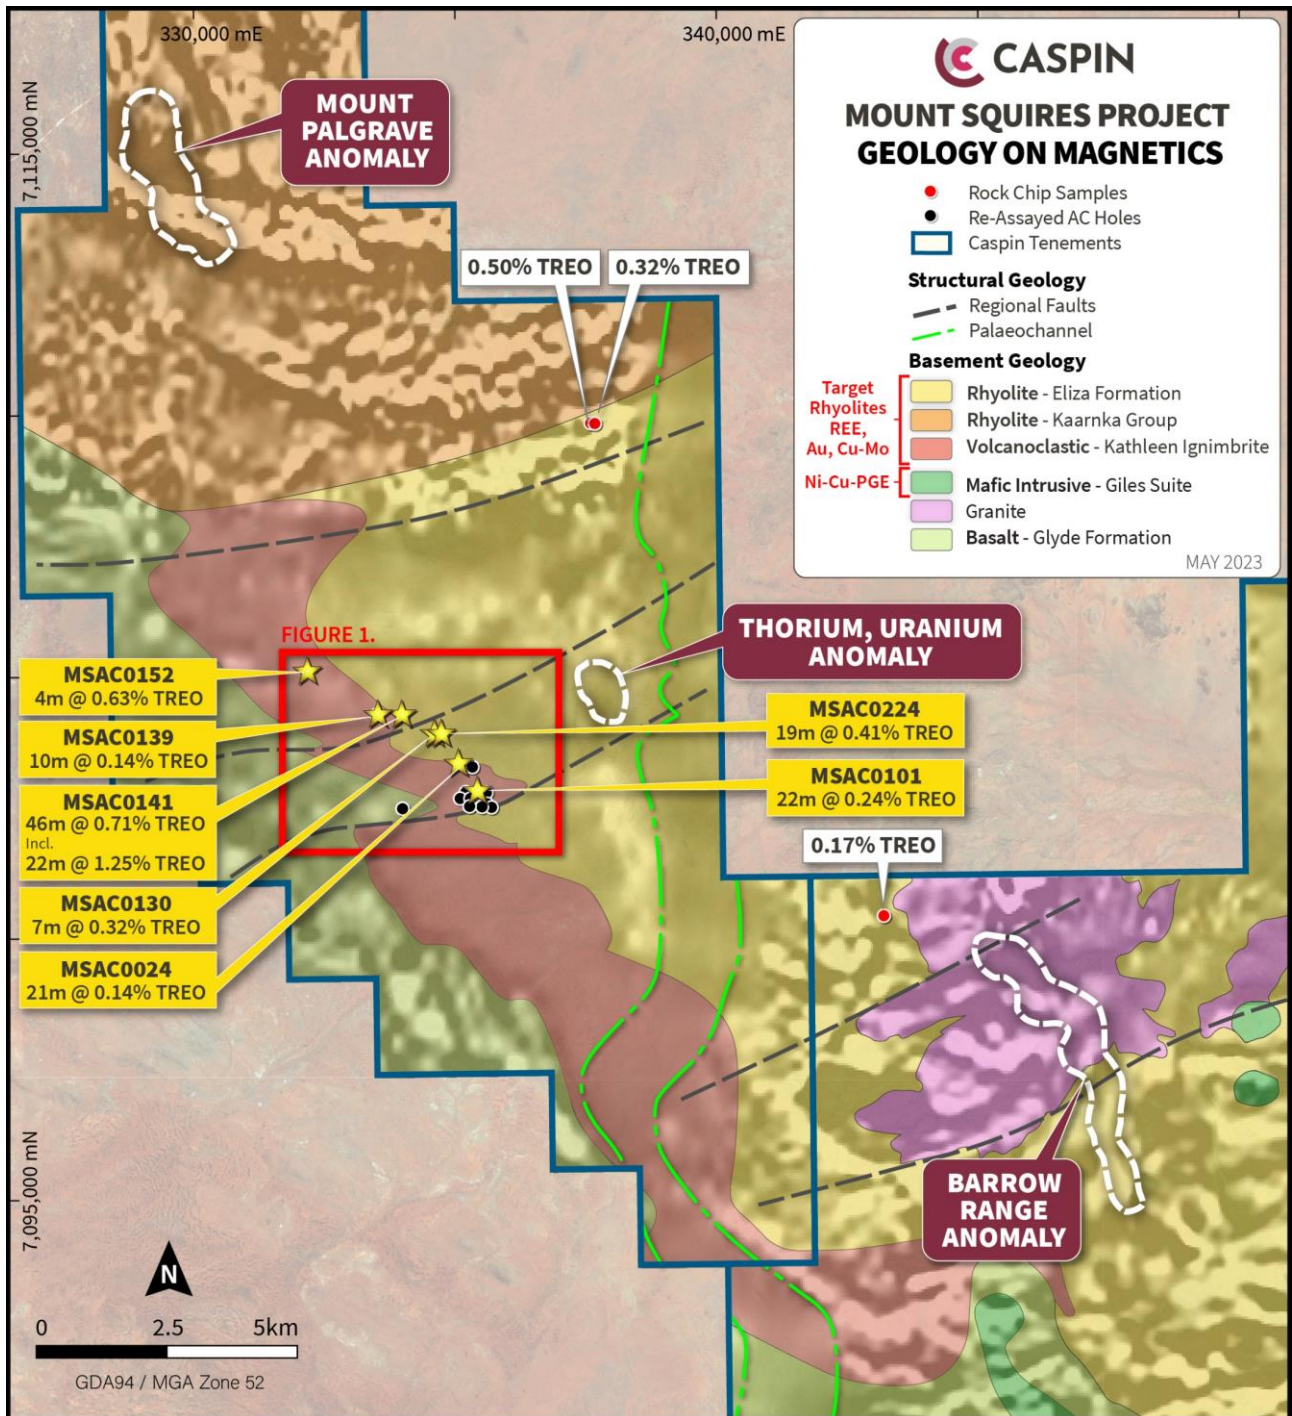 330,000 mE
340,000 mE
7,115,000 mN
7,095,000 mN
CASPIN
MOUNT SQUIRES PROJECT
GEOLOGY ON MAGNETICS
Rock Chip Samples
Re-Assayed AC Holes
Caspin Tenements
Structural Geology
Regional Faults
Palaeochannel
Basement Geology
Target
Rhyolites
REE,
Au, Cu-Mo
Rhyolite - Eliza Formation
Rhyolite - Kaarnka Group
Volcanoclastic - Kathleen Ignimbrite
Ni-Cu-PGE
Mafic Intrusive - Giles Suite
Granite
Basalt - Glyde Formation
MAY 2023
MOUNT
PALGRAVE
ANOMALY
0.50% TREO
0.32% TREO
THORIUM, URANIUM
ANOMALY
FIGURE 1.
MSAC0152
4m @ 0.63% TREO
MSAC0139
10m @ 0.14% TREO
MSAC0141
46m @ 0.71% TREO
Incl.
22m @ 1.25% TREO
MSAC0130
7m @ 0.32% TREO
MSAC0024
21m @ 0.14% TREO
MSAC0224
19m @ 0.41% TREO
MSAC0101
22m @ 0.24% TREO
0.17% TREO
BARROW
RANGE
ANOMALY
N
0 2.5 5km
GDA94 / MGA Zone 52